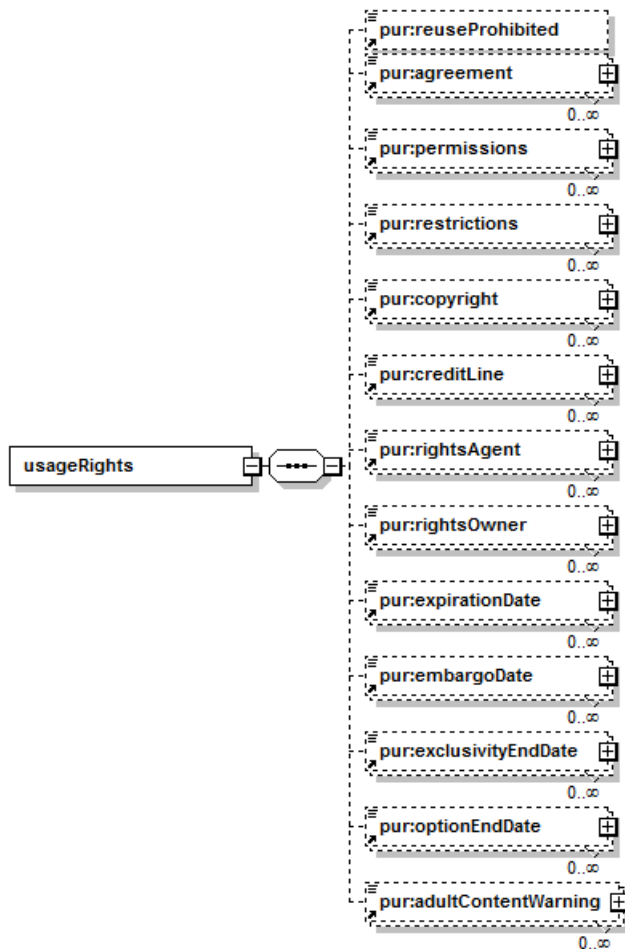 pur:reuseProhibited
pur:agreement
0..∞
pur:permissions
0..∞
pur:restrictions
0..∞
pur:copyright
0..∞
pur:creditLine
0..∞
usageRights
pur:rightsAgent
0..∞
pur:rightsOwner
0..∞
pur:expirationDate
0..∞
pur:embargoDate
0..∞
pur:exclusivityEndDate
0..∞
pur:optionEndDate
0..∞
pur:adultContentWarning
0..∞